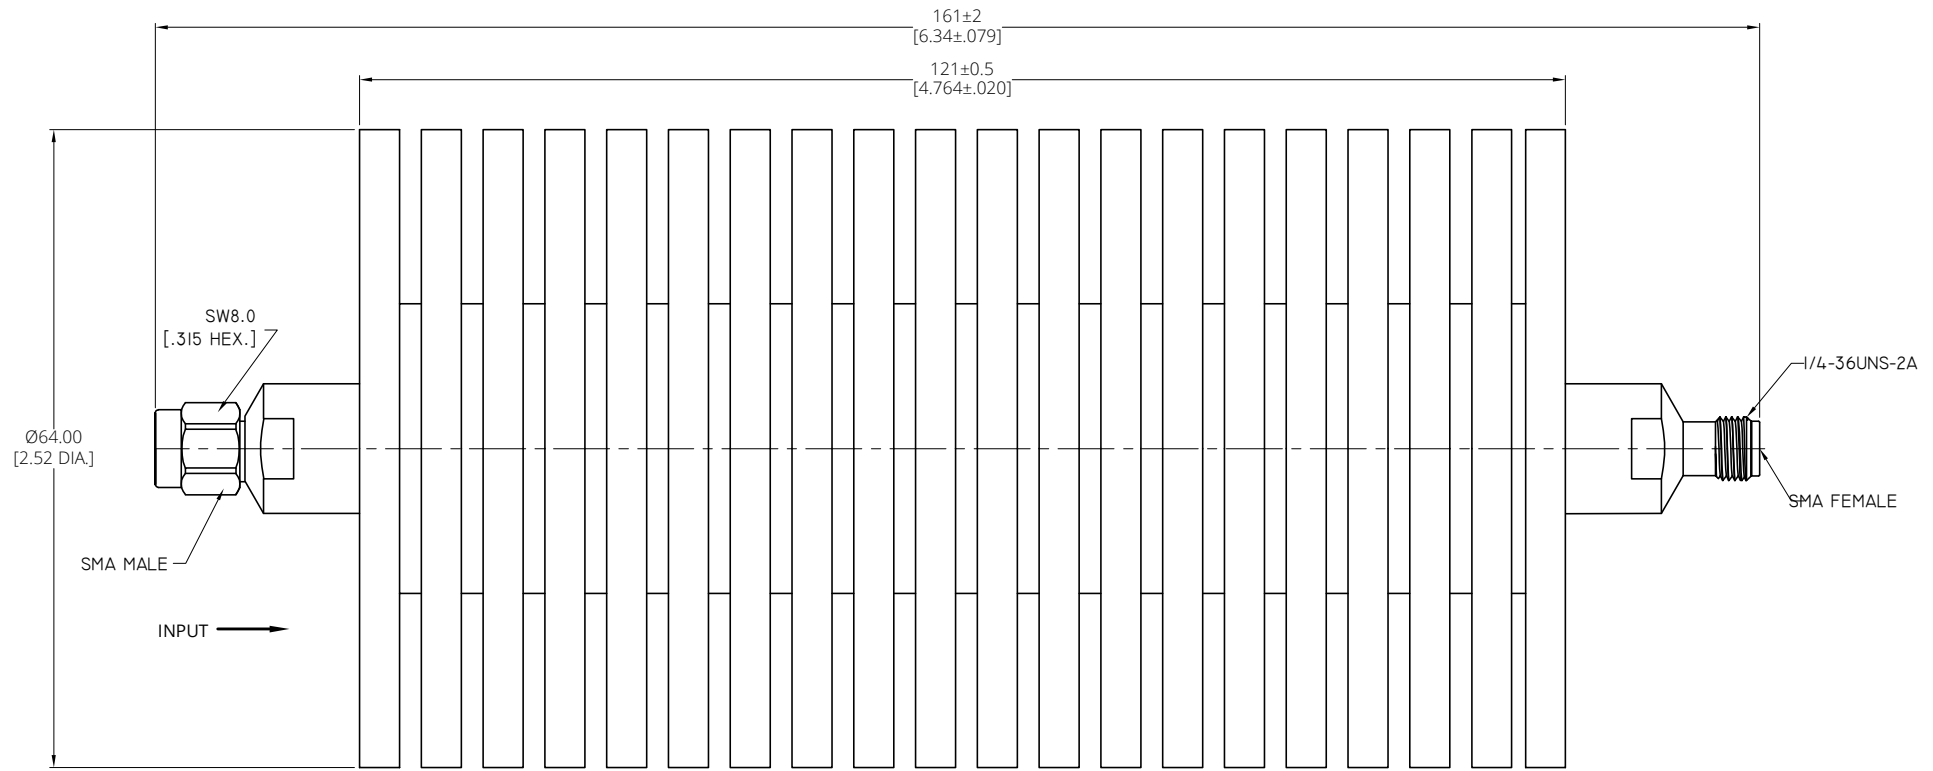 161±2
[6.34±.079]
121±0.5
[4.764±.020]
SW8.0
[.315 HEX.]
1/4-36UNS-2A
Ø64.00
[2.52 DIA.]
SMA FEMALE
SMA MALE
INPUT